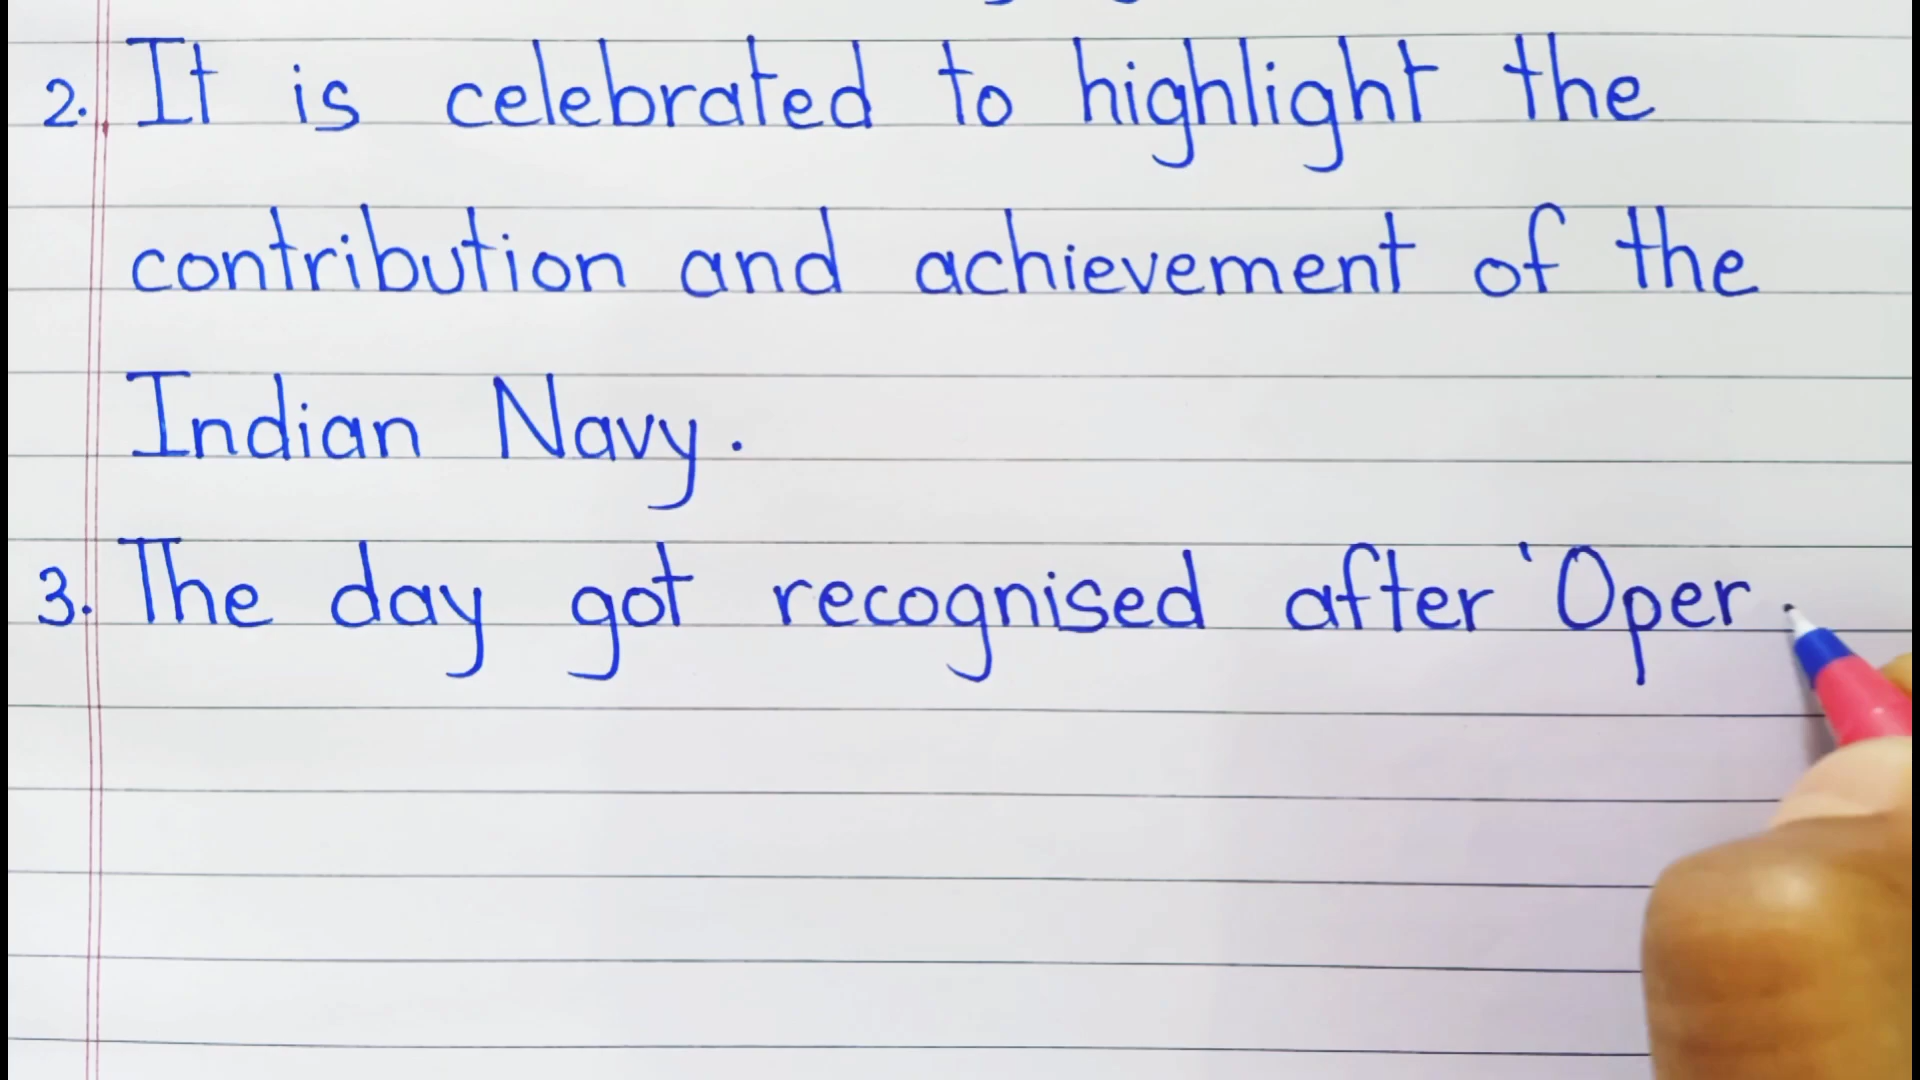 2. It is celebrated to highlight the
contribution and achievement of the
Indian Navy.
3. The day got recognised after 'Oper